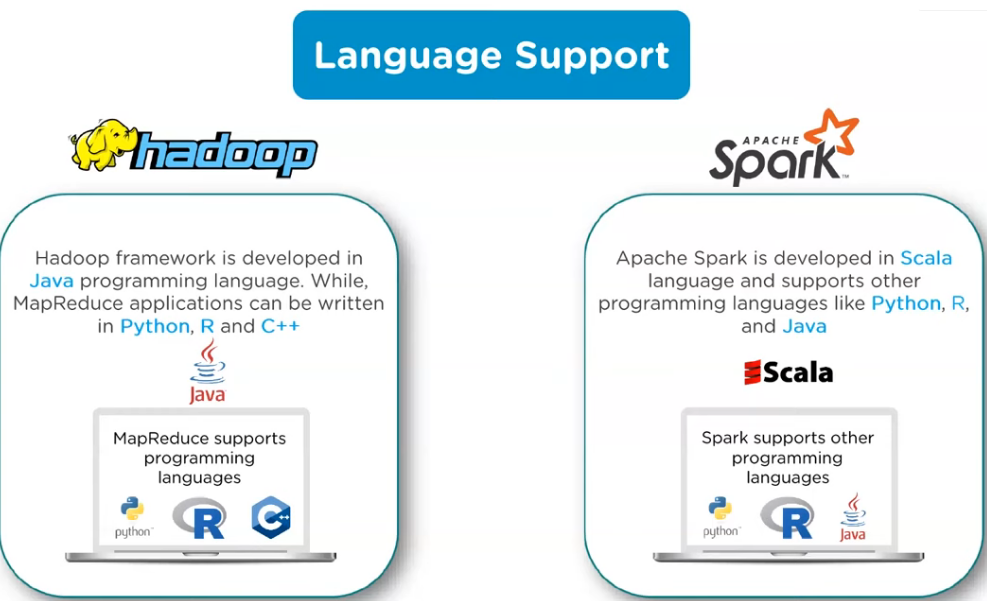 Language Support
hadoop
Hadoop framework is developed in
Java programming language. While,
MapReduce applications can be written
in Python, R and C++
Java
MapReduce supports
programming
languages
python
R
C++
APACHE
Spark™
Apache Spark is developed in Scala
language and supports other
programming languages like Python, R,
and Java
Scala
Spark supports other
programming
languages
python
R
Java